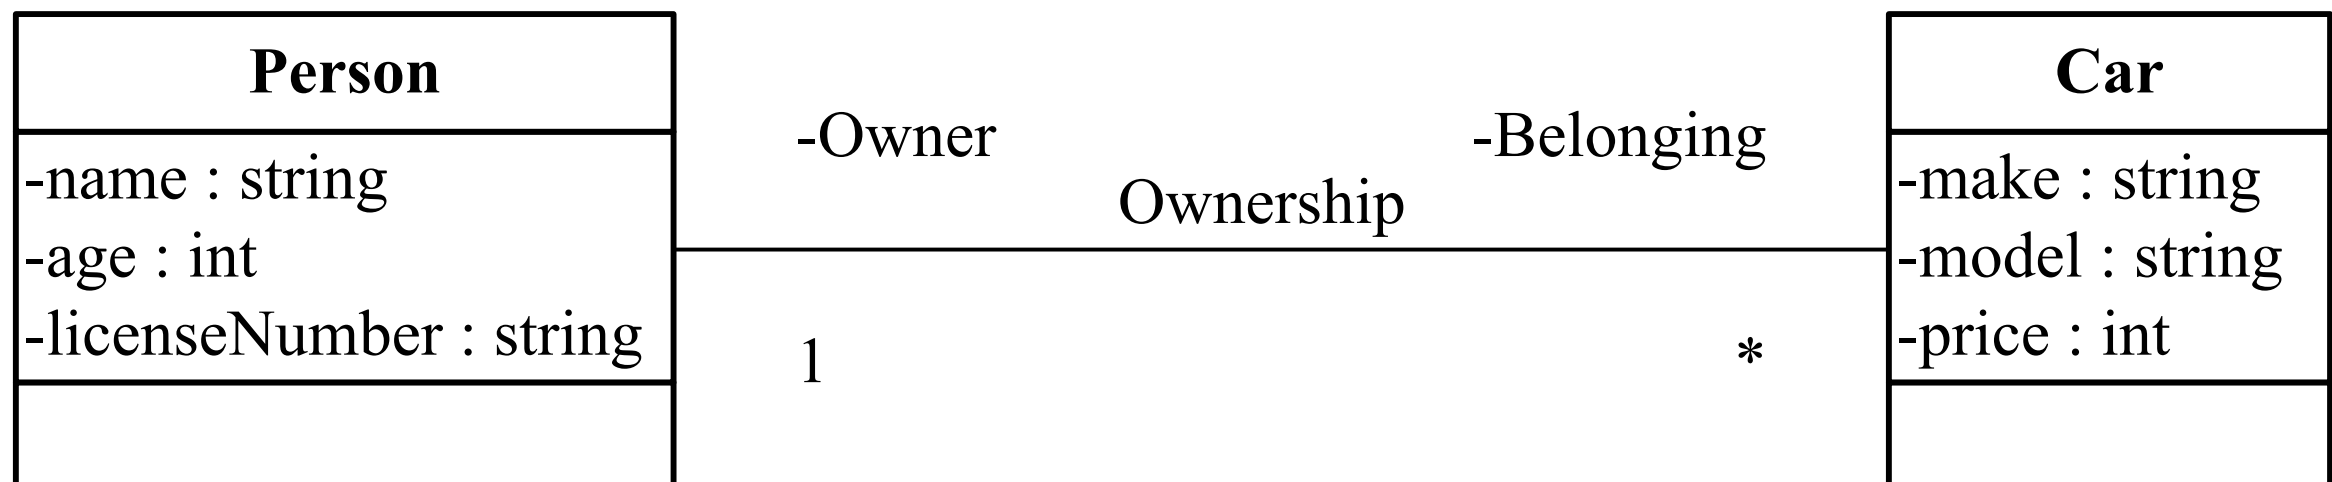 Person
-name : string
-age : int
-licenseNumber : string
-Owner
-Belonging
Ownership
1
*
Car
-make : string
-model : string
-price : int